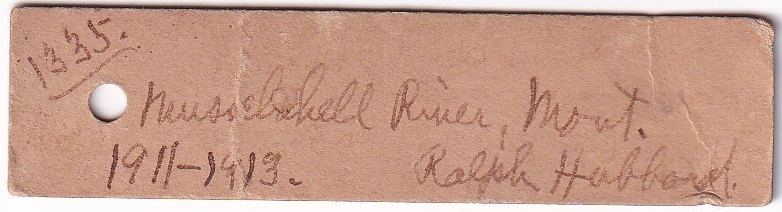 1335.
Musselshell River, Mont.
1911-1913. Ralph Hubbard.